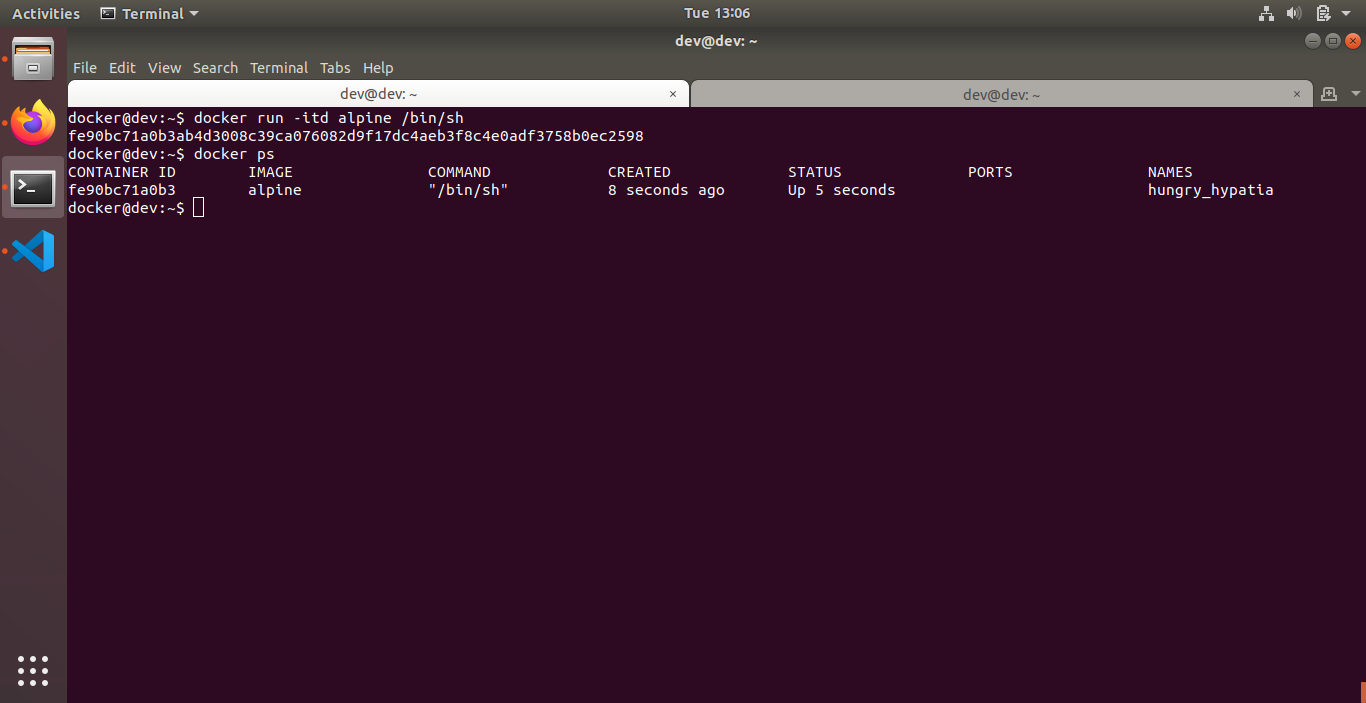 Activities Terminal Tue 13:06
dev@dev: ~
File Edit View Search Terminal Tabs Help
dev@dev: ~ × dev@dev: ~ ×
docker@dev:~$ docker run -itd alpine /bin/sh
fe90bc71a0b3ab4d3008c39ca076082d9f17dc4aeb3f8c4e0adf3758b0ec2598
docker@dev:~$ docker ps
CONTAINER ID IMAGE COMMAND CREATED STATUS PORTS NAMES
fe90bc71a0b3 alpine "/bin/sh" 8 seconds ago Up 5 seconds hungry_hypatia
docker@dev:~$